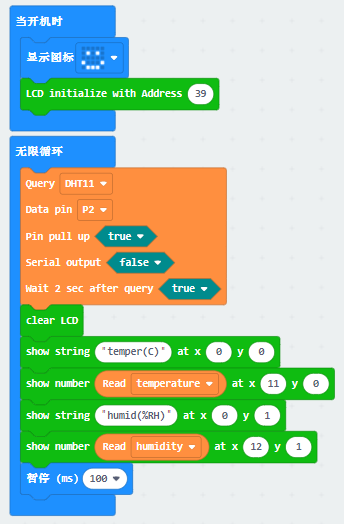 当开机时
显示图标
LCD initialize with Address 39
无限循环
Query DHT11
Data pin P2
Pin pull up true
Serial output false
Wait 2 sec after query true
clear LCD
show string "temper(C)" at x 0 y 0
show number Read temperature at x 11 y 0
show string "humid(%RH)" at x 0 y 1
show number Read humidity at x 12 y 1
暂停 (ms) 100